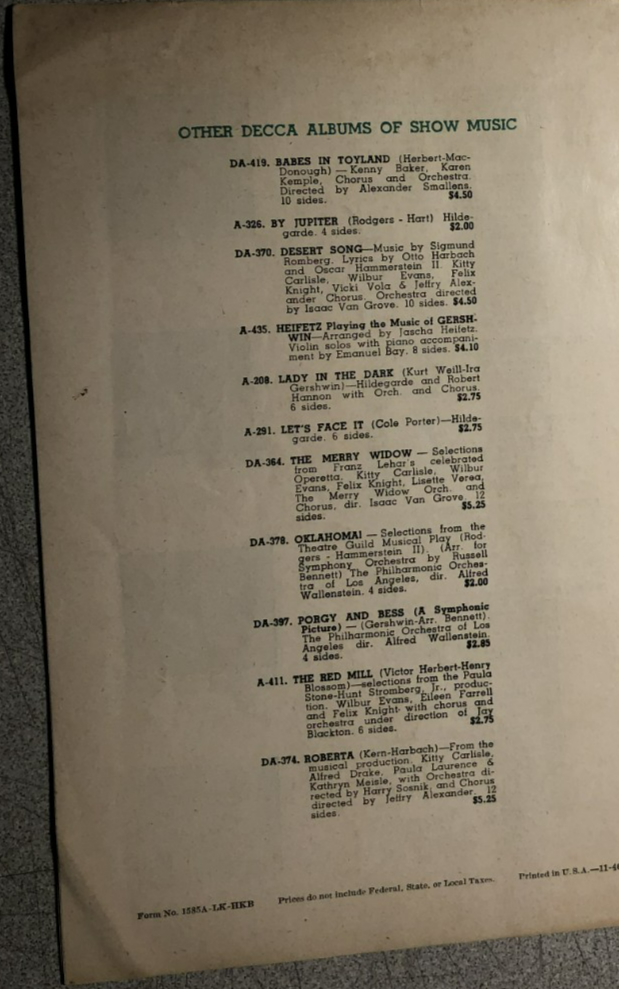 OTHER DECCA ALBUMS OF SHOW MUSIC
DA-419. BABES IN TOYLAND (Herbert-Mac-
Donough) — Kenny Baker, Karen
Kemple, Chorus and Orchestra.
Directed by Alexander Smallens.
10 sides. $4.50
A-326. BY JUPITER (Rodgers - Hart) Hilde-
garde. 4 sides. $2.00
DA-370. DESERT SONG—Music by Sigmund
Romberg. Lyrics by Otto Harbach
and Oscar Hammerstein II. Kitty
Carlisle, Wilbur Evans, Felix
Knight, Vicki Vola & Jeffry Alex-
ander Chorus. Orchestra directed
by Isaac Van Grove. 10 sides. $4.50
A-435. HEIFETZ Playing the Music of GERSH-
WIN—Arranged by Jascha Heifetz.
Violin solos with piano accompani-
ment by Emanuel Bay. 8 sides. $4.10
A-208. LADY IN THE DARK (Kurt Weill-Ira
Gershwin)—Hildegarde and Robert
Hannon with Orch. and Chorus.
6 sides. $2.75
A-291. LET'S FACE IT (Cole Porter)—Hilde-
garde. 6 sides. $2.75
DA-364. THE MERRY WIDOW — Selections
from Franz Lehar's celebrated
Operetta. Kitty Carlisle, Wilbur
Evans, Felix Knight, Lisette Verea,
The Merry Widow Orch. and
Chorus, dir. Isaac Van Grove. 12
sides. $5.25
DA-378. OKLAHOMA! — Selections from the
Theatre Guild Musical Play (Rod-
gers - Hammerstein II). (Arr. for
Symphony Orchestra by Russell
Bennett) The Philharmonic Orches-
tra of Los Angeles, dir. Alfred
Wallenstein. 4 sides. $2.00
DA-397. PORGY AND BESS (A Symphonic
Picture) — (Gershwin-Arr. Bennett).
The Philharmonic Orchestra of Los
Angeles dir. Alfred Wallenstein.
4 sides. $2.85
A-411. THE RED MILL (Victor Herbert-Henry
Blossom)—selections from the Paula
Stone-Hunt Stromberg, Jr., produc-
tion. Wilbur Evans, Eileen Farrell
and Felix Knight with chorus and
orchestra under direction of Jay
Blackton. 6 sides. $2.75
DA-374. ROBERTA (Kern-Harbach)—From the
musical production. Kitty Carlisle,
Alfred Drake, Paula Laurence &
Kathryn Meisle, with Orchestra di-
rected by Harry Sosnik, and Chorus
directed by Jeffry Alexander. 12
sides. $5.25
Form No. 1585A-LK-HKB Prices do not include Federal, State, or Local Taxes. Printed in U.S.A.—11-46